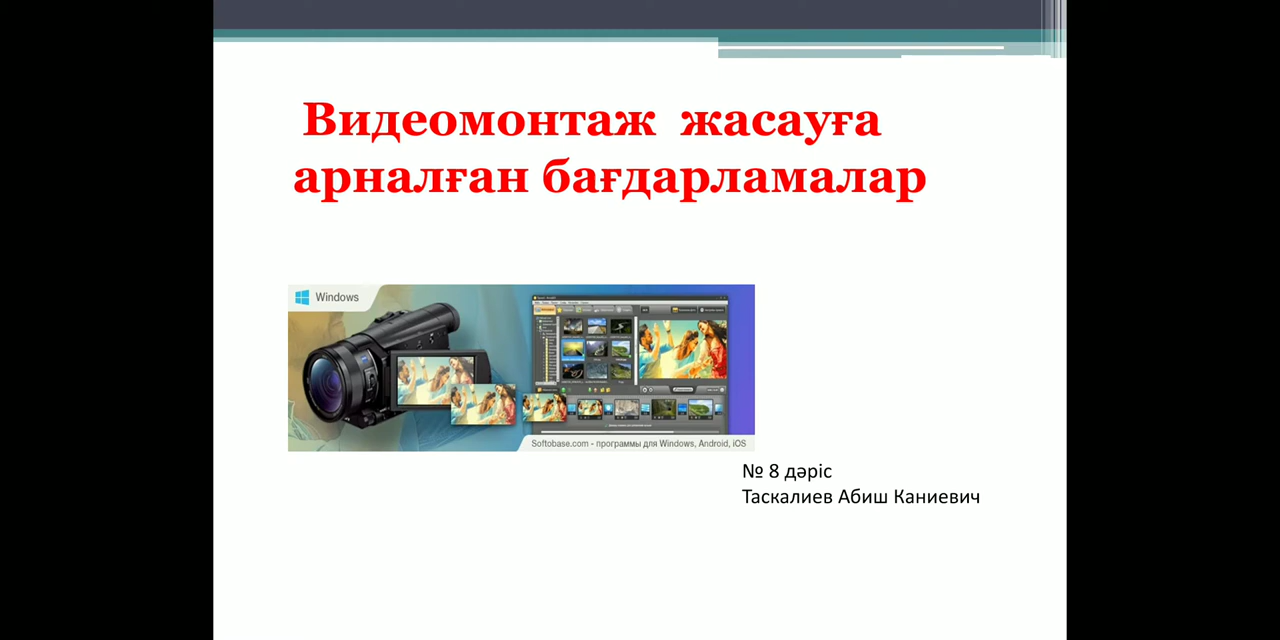 Видеомонтаж жасауға
арналған бағдарламалар
Windows
Softobase.com - программы для Windows, Android, iOS
№ 8 дәріс
Таскалиев Абиш Каниевич